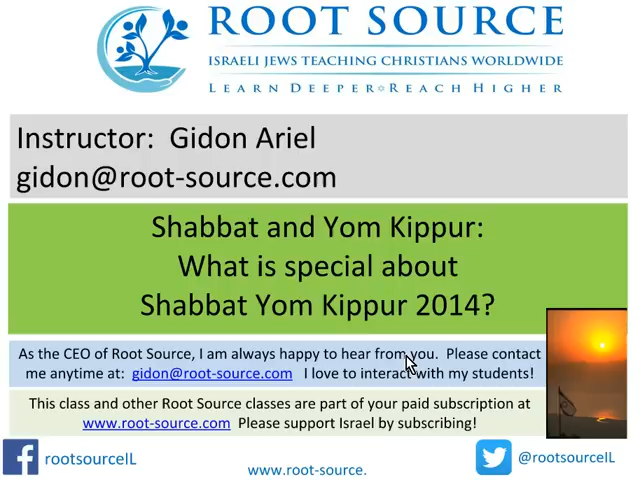 ROOT SOURCE
ISRAELI JEWS TEACHING CHRISTIANS WORLDWIDE
LEARN DEEPER✡REACH HIGHER
Instructor: Gidon Ariel
gidon@root-source.com
Shabbat and Yom Kippur:
What is special about
Shabbat Yom Kippur 2014?
As the CEO of Root Source, I am always happy to hear from you. Please contact
me anytime at: gidon@root-source.com I love to interact with my students!
This class and other Root Source classes are part of your paid subscription at
www.root-source.com Please support Israel by subscribing!
rootsourceIL
@rootsourceIL
www.root-source.